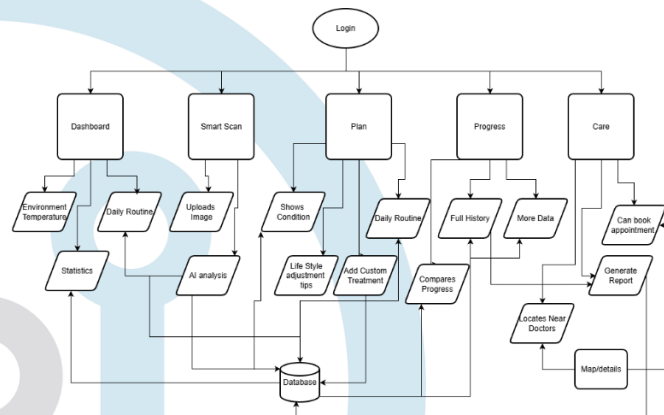 Login
Dashboard
Smart Scan
Plan
Progress
Care
Environment
Temperature
Daily Routine
Uploads
Image
Shows
Condition
Daily Routine
Full History
More Data
Can book
appointment
Statistics
AI analysis
Life Style
adjustment
tips
Add Custom
Treatment
Compares
Progress
Generate
Report
Locates Near
Doctors
Database
Map/details